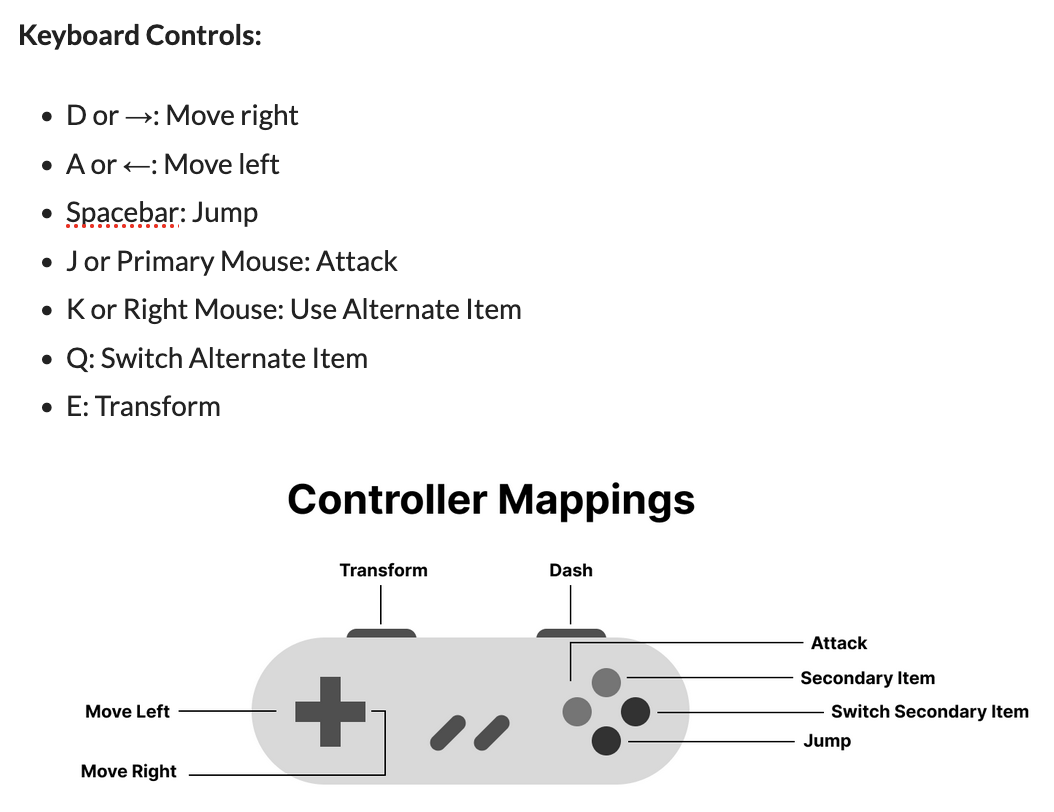 Keyboard Controls:
D or →: Move right
A or ←: Move left
Spacebar: Jump
J or Primary Mouse: Attack
K or Right Mouse: Use Alternate Item
Q: Switch Alternate Item
E: Transform
Controller Mappings
Transform
Dash
Attack
Secondary Item
Move Left
Switch Secondary Item
Jump
Move Right